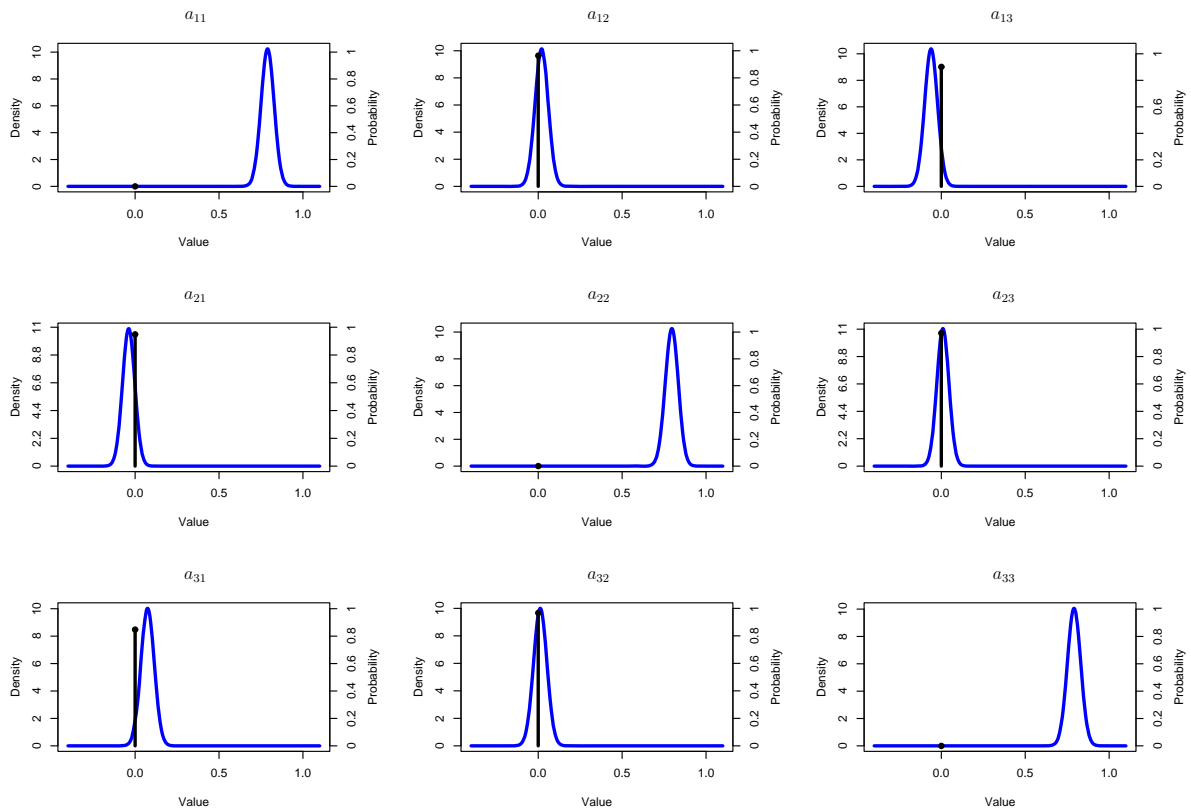 a11 a12 a13
Density 0 2 4 6 8 10 Probability 0 0.2 0.4 0.6 0.8 1 Density 0 2 4 6 8 10 Probability 0 0.2 0.4 0.6 0.8 1 Density 0 2 4 6 8 10 Probability 0 0.2 0.6 1
0.0 0.5 1.0 0.0 0.5 1.0 0.0 0.5 1.0
Value Value Value
a21 a22 a23
Density 0 2.2 4.4 6.6 8.8 11 Probability 0 0.2 0.4 0.6 0.8 1 Density 0 2 4 6 8 10 Probability 0 0.2 0.4 0.6 0.8 1 Density 0 2.2 4.4 6.6 8.8 11 Probability 0 0.2 0.4 0.6 0.8 1
0.0 0.5 1.0 0.0 0.5 1.0 0.0 0.5 1.0
Value Value Value
a31 a32 a33
Density 0 2 4 6 8 10 Probability 0 0.2 0.4 0.6 0.8 1 Density 0 2 4 6 8 10 Probability 0 0.2 0.4 0.6 0.8 1 Density 0 2 4 6 8 10 Probability 0 0.2 0.4 0.6 0.8 1
0.0 0.5 1.0 0.0 0.5 1.0 0.0 0.5 1.0
Value Value Value